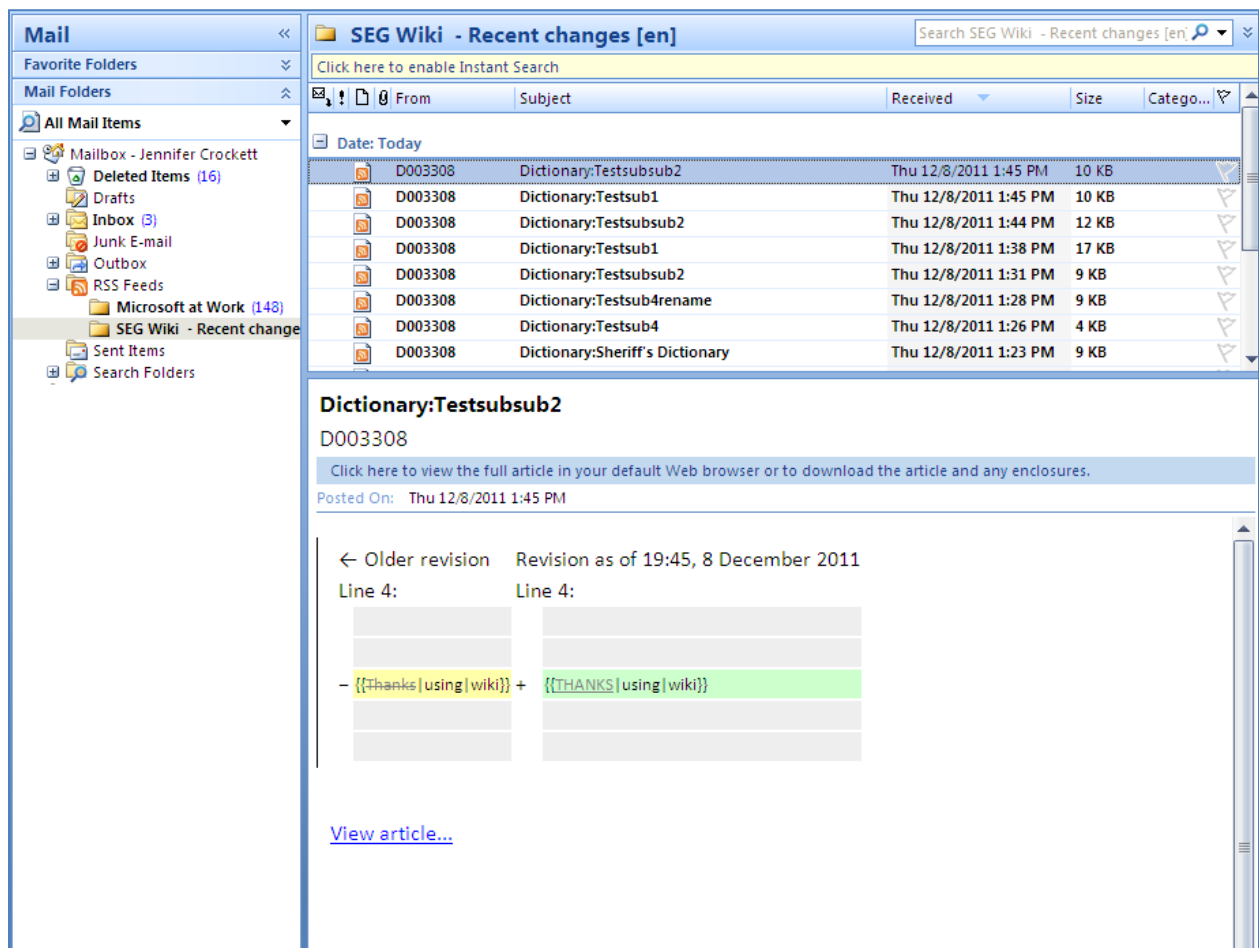 Mail «
Favorite Folders
Mail Folders
All Mail Items
Mailbox - Jennifer Crockett
Deleted Items (16)
Drafts
Inbox (3)
Junk E-mail
Outbox
RSS Feeds
Microsoft at Work (148)
SEG Wiki - Recent change
Sent Items
Search Folders
SEG Wiki - Recent changes [en]
Search SEG Wiki - Recent changes [en]
Click here to enable Instant Search
! From Subject Received Size Catego...
Date: Today
D003308 Dictionary:Testsubsub2 Thu 12/8/2011 1:45 PM 10 KB
D003308 Dictionary:Testsub1 Thu 12/8/2011 1:45 PM 10 KB
D003308 Dictionary:Testsubsub2 Thu 12/8/2011 1:44 PM 12 KB
D003308 Dictionary:Testsub1 Thu 12/8/2011 1:38 PM 17 KB
D003308 Dictionary:Testsubsub2 Thu 12/8/2011 1:31 PM 9 KB
D003308 Dictionary:Testsub4rename Thu 12/8/2011 1:28 PM 9 KB
D003308 Dictionary:Testsub4 Thu 12/8/2011 1:26 PM 4 KB
D003308 Dictionary:Sheriff's Dictionary Thu 12/8/2011 1:23 PM 9 KB
Dictionary:Testsubsub2
D003308
Click here to view the full article in your default Web browser or to download the article and any enclosures.
Posted On: Thu 12/8/2011 1:45 PM
← Older revision Revision as of 19:45, 8 December 2011
Line 4: Line 4:
− {{Thanks|using|wiki}} + {{THANKS|using|wiki}}
View article...